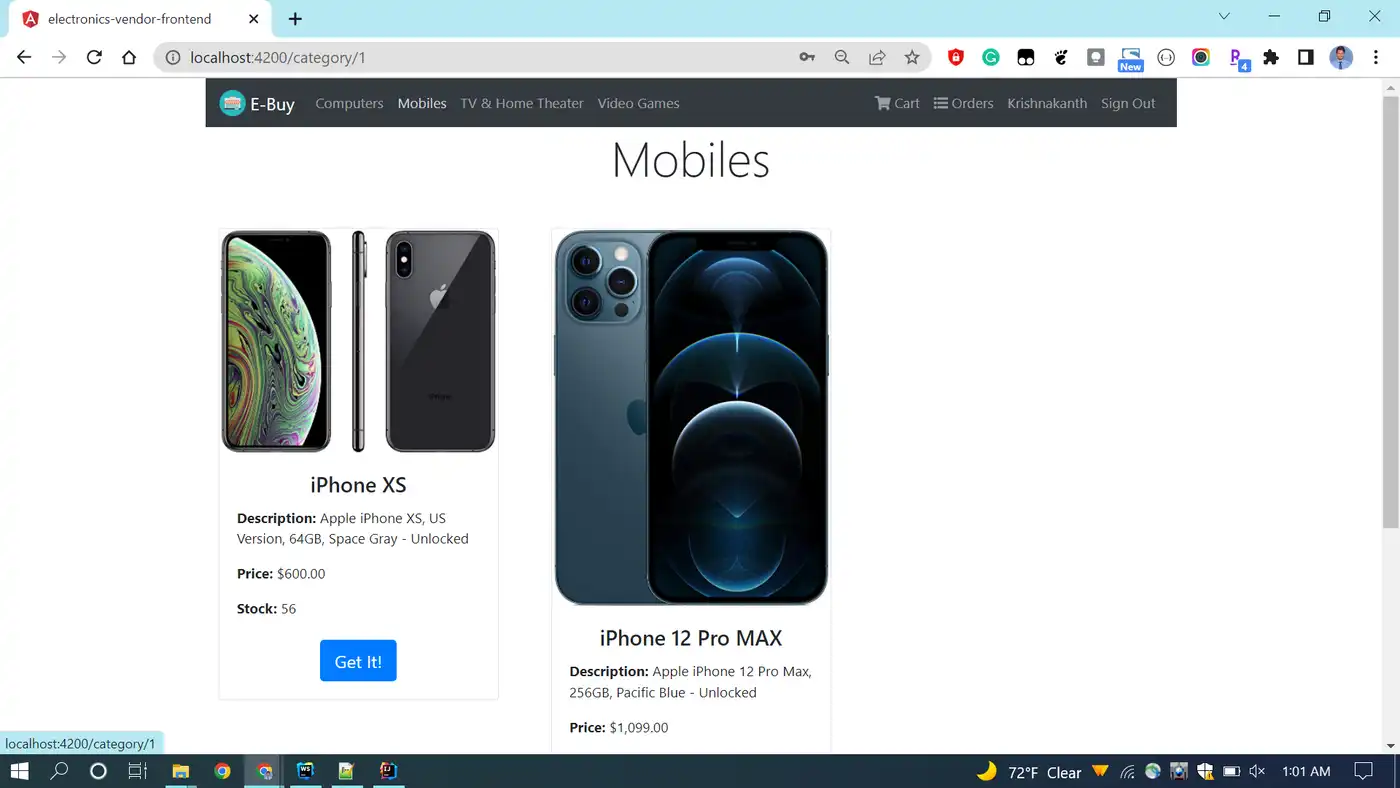 electronics-vendor-frontend
localhost:4200/category/1
New
4
E-Buy Computers Mobiles TV & Home Theater Video Games Cart Orders Krishnakanth Sign Out
Mobiles
iPhone XS
Description: Apple iPhone XS, US
Version, 64GB, Space Gray - Unlocked
Price: $600.00
Stock: 56
Get It!
iPhone 12 Pro MAX
Description: Apple iPhone 12 Pro Max,
256GB, Pacific Blue - Unlocked
Price: $1,099.00
localhost:4200/category/1
72°F Clear
1:01 AM